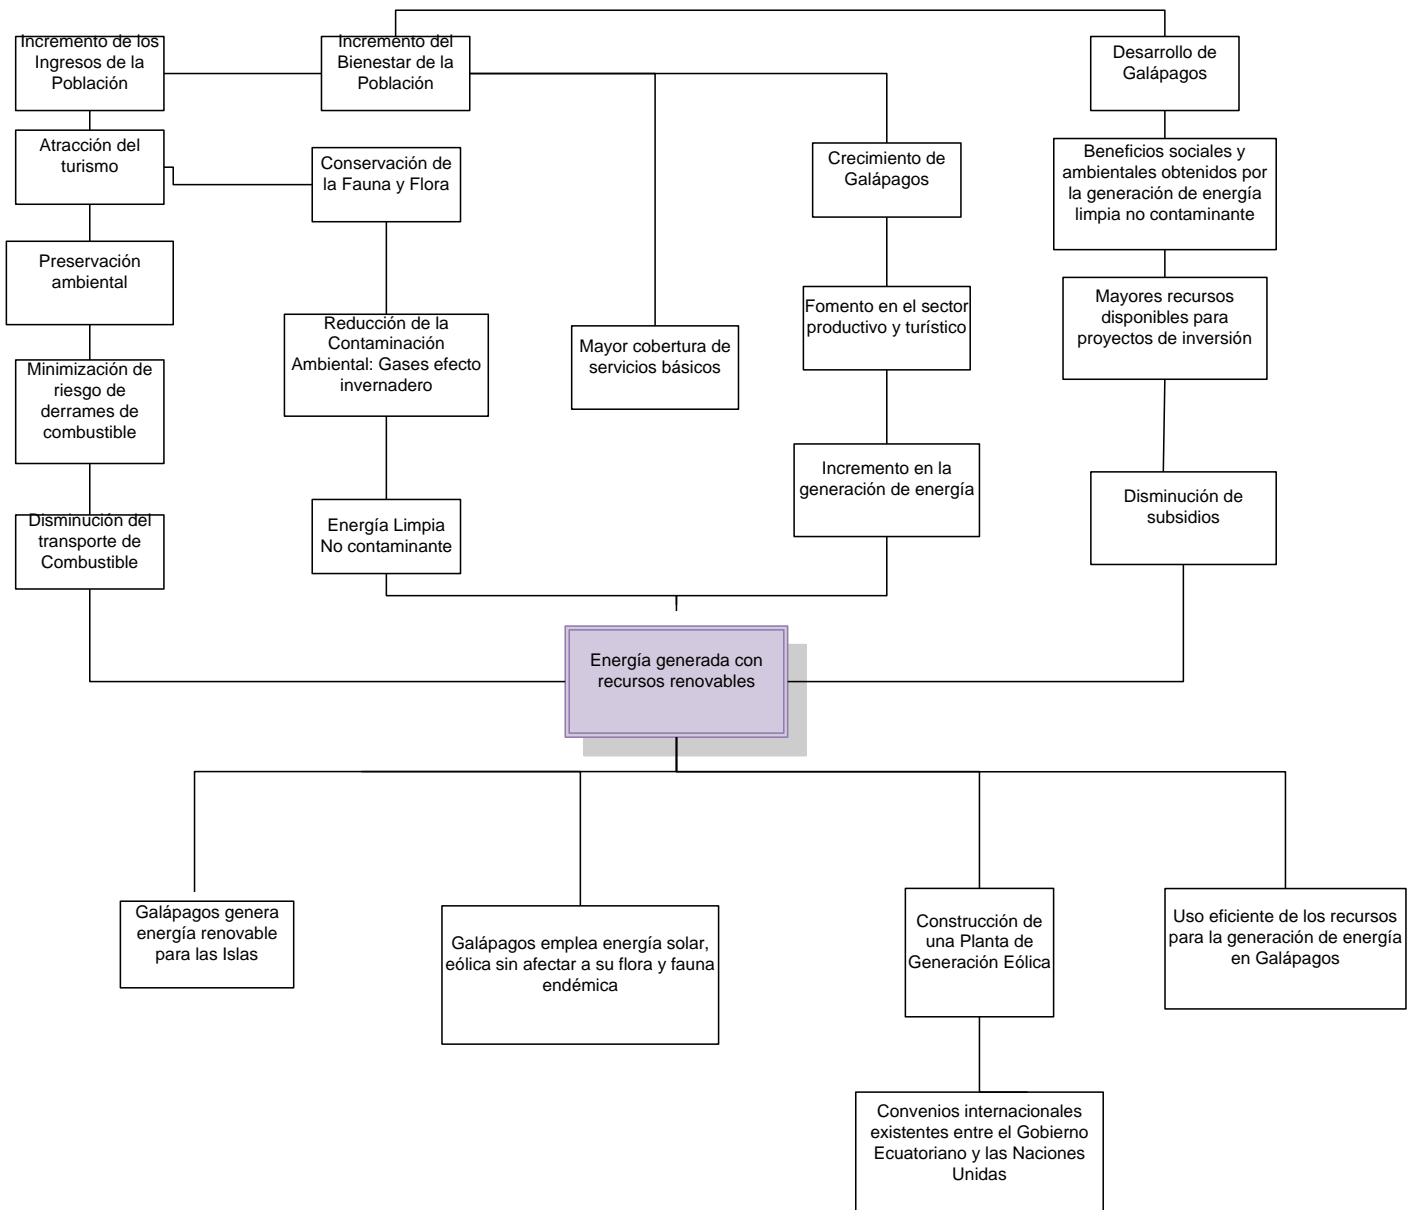 Incremento de los
Ingresos de la
Población
Incremento del
Bienestar de la
Población
Desarrollo de
Galápagos
Atracción del
turismo
Conservación de
la Fauna y Flora
Crecimiento de
Galápagos
Beneficios sociales y
ambientales obtenidos por
la generación de energía
limpia no contaminante
Preservación
ambiental
Reducción de la
Contaminación
Ambiental: Gases efecto
invernadero
Mayor cobertura de
servicios básicos
Fomento en el sector
productivo y turístico
Mayores recursos
disponibles para
proyectos de inversión
Minimización de
riesgo de
derrames de
combustible
Incremento en la
generación de energía
Disminución de
subsidios
Disminución del
transporte de
Combustible
Energía Limpia
No contaminante
Energía generada con
recursos renovables
Galápagos genera
energía renovable
para las Islas
Galápagos emplea energía solar,
eólica sin afectar a su flora y fauna
endémica
Construcción de
una Planta de
Generación Eólica
Uso eficiente de los recursos
para la generación de energía
en Galápagos
Convenios internacionales
existentes entre el Gobierno
Ecuatoriano y las Naciones
Unidas